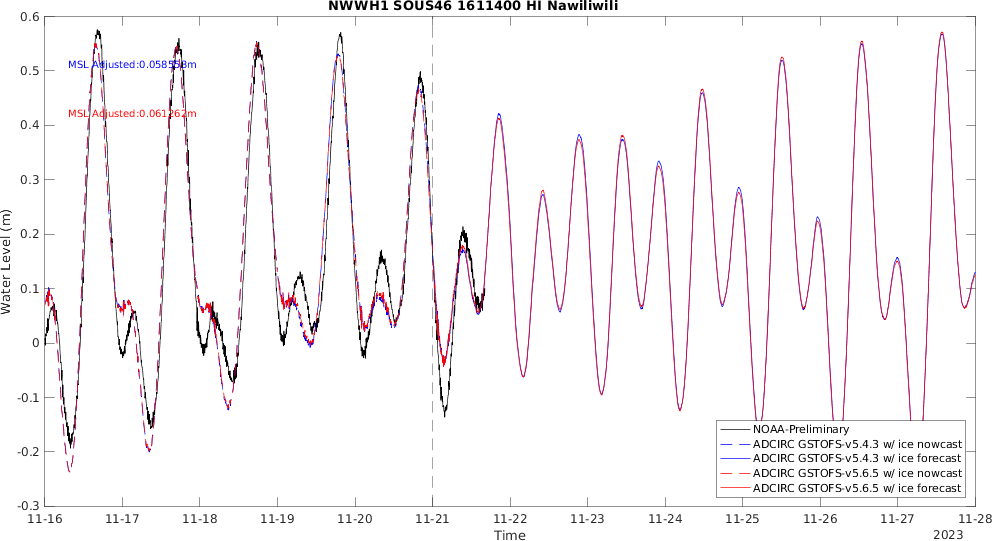 NWWH1 SOUS46 1611400 HI Nawiliwili
0.6
0.5
0.4
0.3
0.2
0.1
0
-0.1
-0.2
-0.3
Water Level (m)
MSL Adjusted:0.058558m
MSL Adjusted:0.061262m
NOAA-Preliminary
ADCIRC GSTOFS-v5.4.3 w/ ice nowcast
ADCIRC GSTOFS-v5.4.3 w/ ice forecast
ADCIRC GSTOFS-v5.6.5 w/ ice nowcast
ADCIRC GSTOFS-v5.6.5 w/ ice forecast
11-16 11-17 11-18 11-19 11-20 11-21 11-22 11-23 11-24 11-25 11-26 11-27 11-28
Time
2023